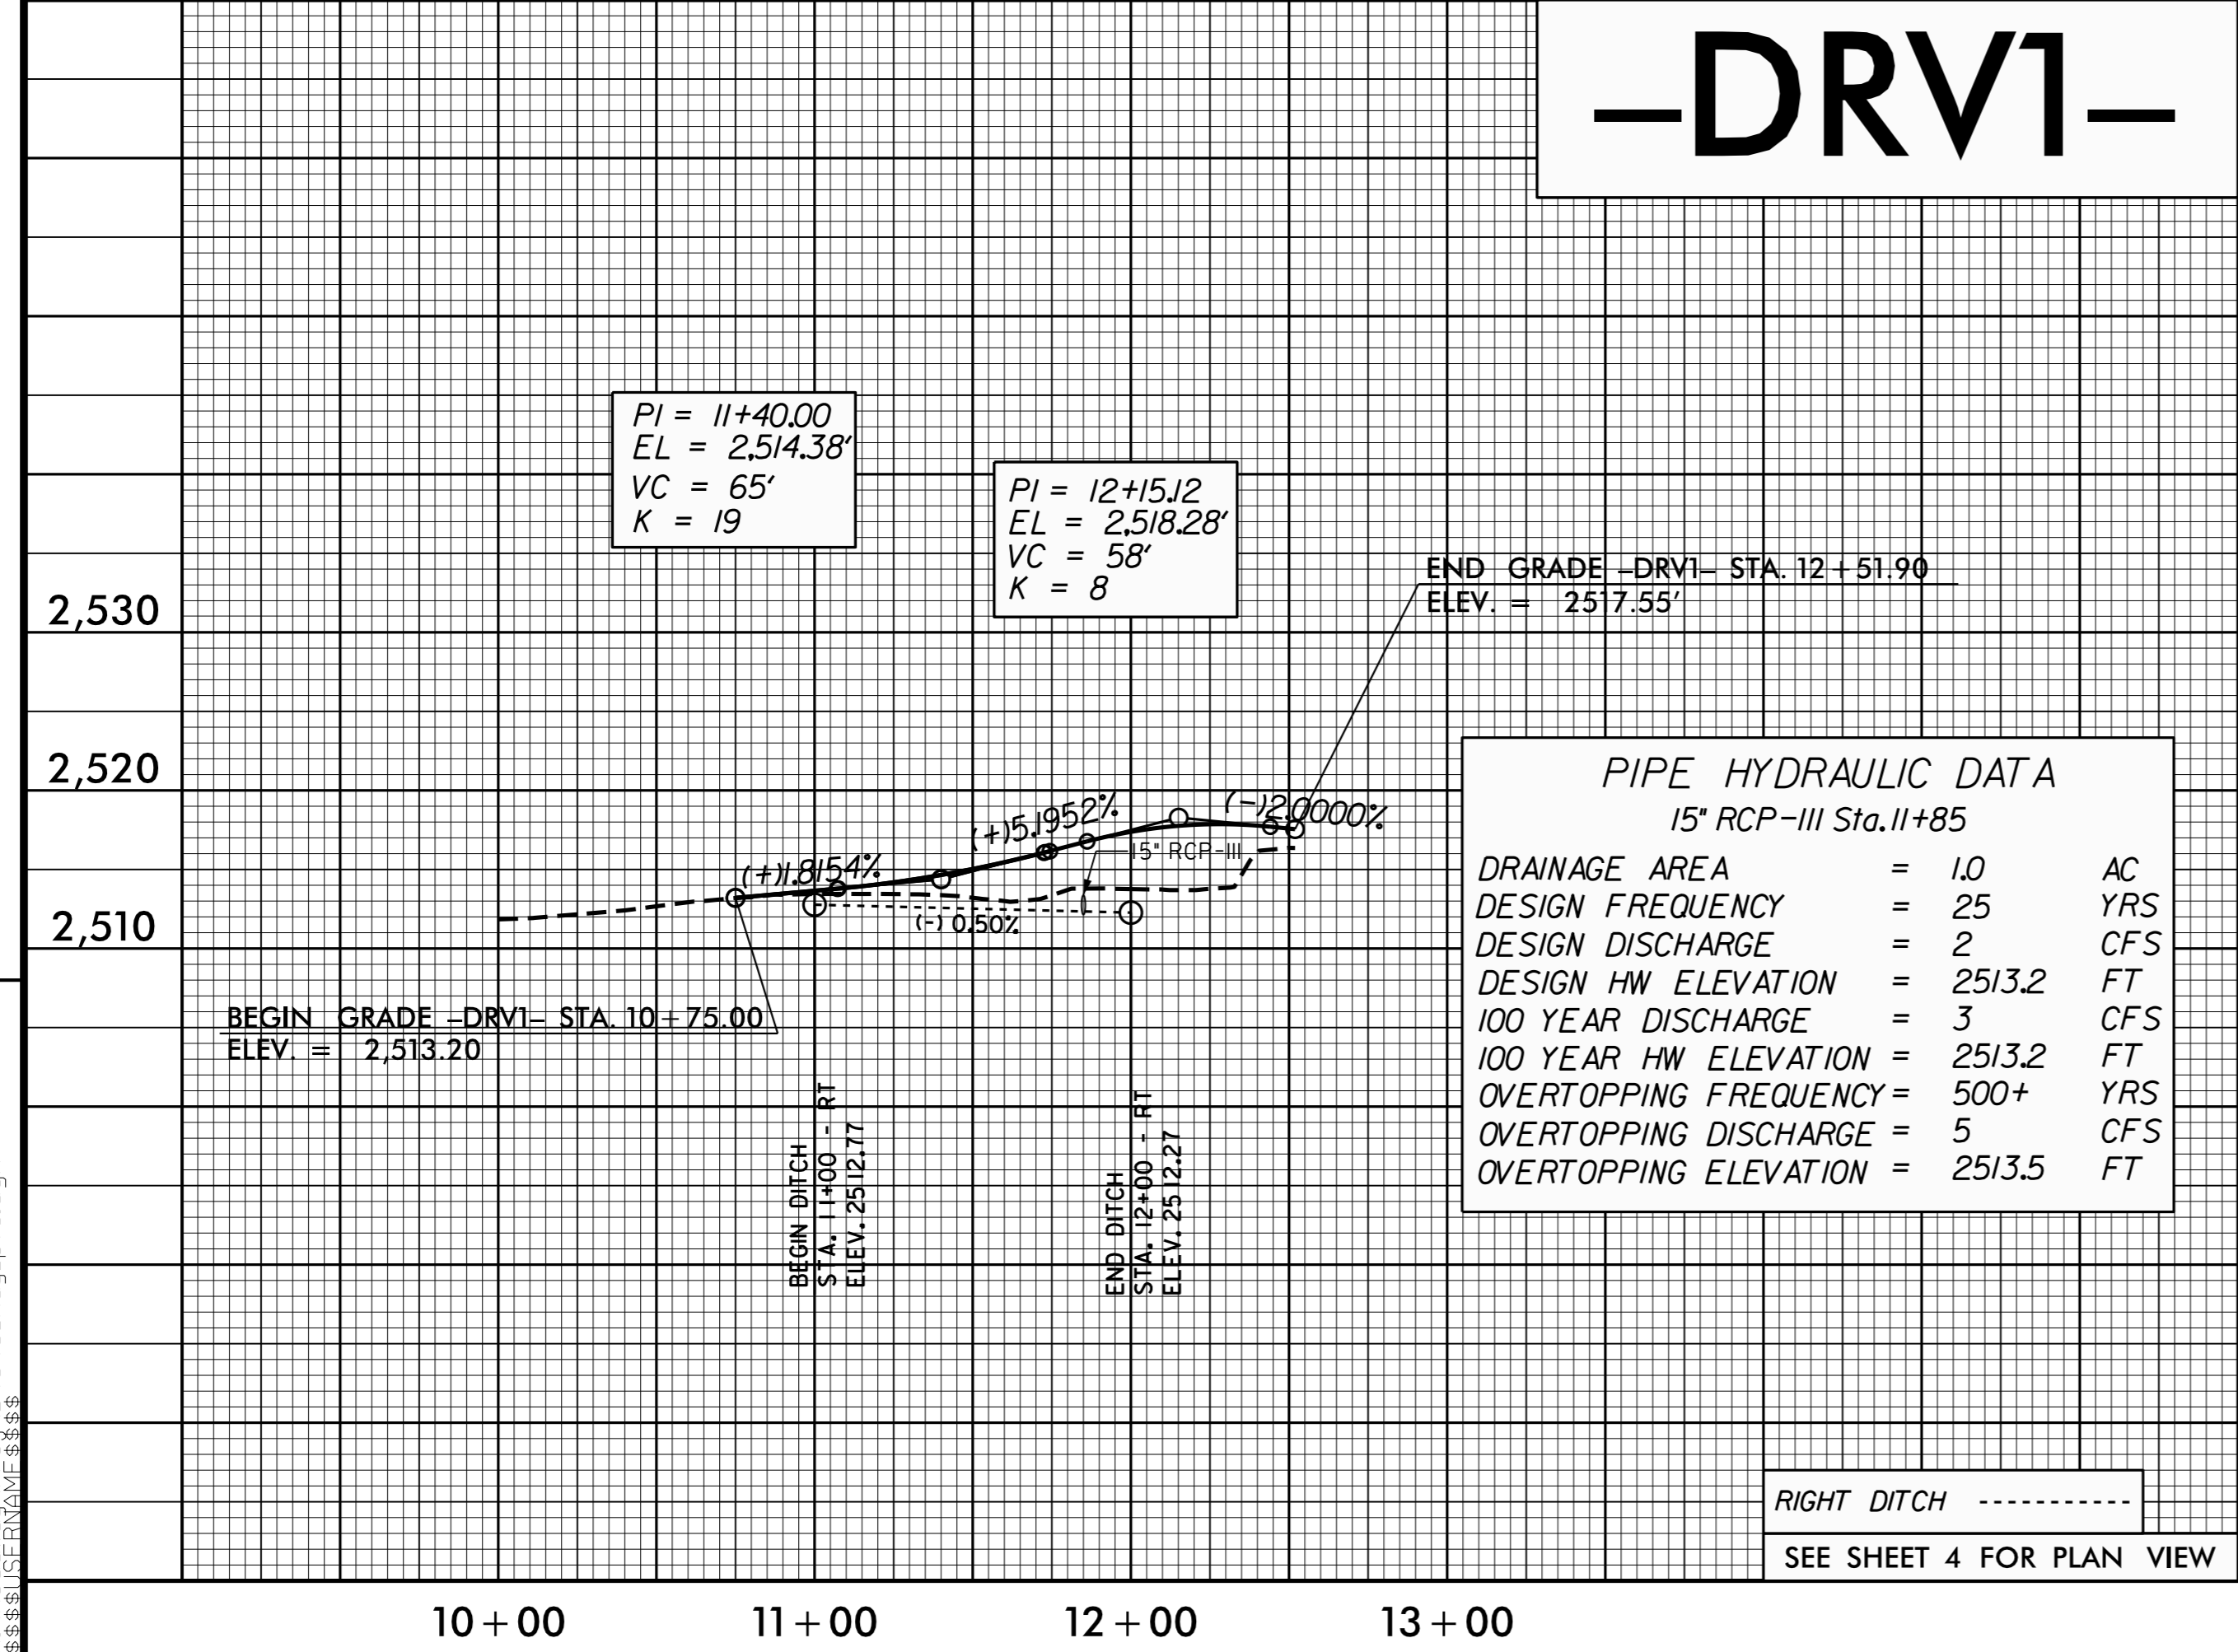 –DRV1–
PI = 11+40.00
EL = 2,514.38'
VC = 65'
K = 19
PI = 12+15.12
EL = 2,518.28'
VC = 58'
K = 8
END GRADE –DRV1– STA. 12+51.90
ELEV. = 2517.55'
2,530
2,520
2,510
(+)1.8154%
(+)5.1952%
(-)2.0000%
15" RCP-III
(-) 0.50%
BEGIN GRADE –DRV1– STA. 10+75.00
ELEV. = 2,513.20
BEGIN DITCH
STA. 11+00 - RT
ELEV. 2512.77
END DITCH
STA. 12+00 - RT
ELEV. 2512.27
PIPE HYDRAULIC DATA
15" RCP-III Sta. 11+85
DRAINAGE AREA = 1.0 AC
DESIGN FREQUENCY = 25 YRS
DESIGN DISCHARGE = 2 CFS
DESIGN HW ELEVATION = 2513.2 FT
100 YEAR DISCHARGE = 3 CFS
100 YEAR HW ELEVATION = 2513.2 FT
OVERTOPPING FREQUENCY = 500+ YRS
OVERTOPPING DISCHARGE = 5 CFS
OVERTOPPING ELEVATION = 2513.5 FT
RIGHT DITCH -----------
SEE SHEET 4 FOR PLAN VIEW
10+00
11+00
12+00
13+00
$$$$USERNAME$$$$